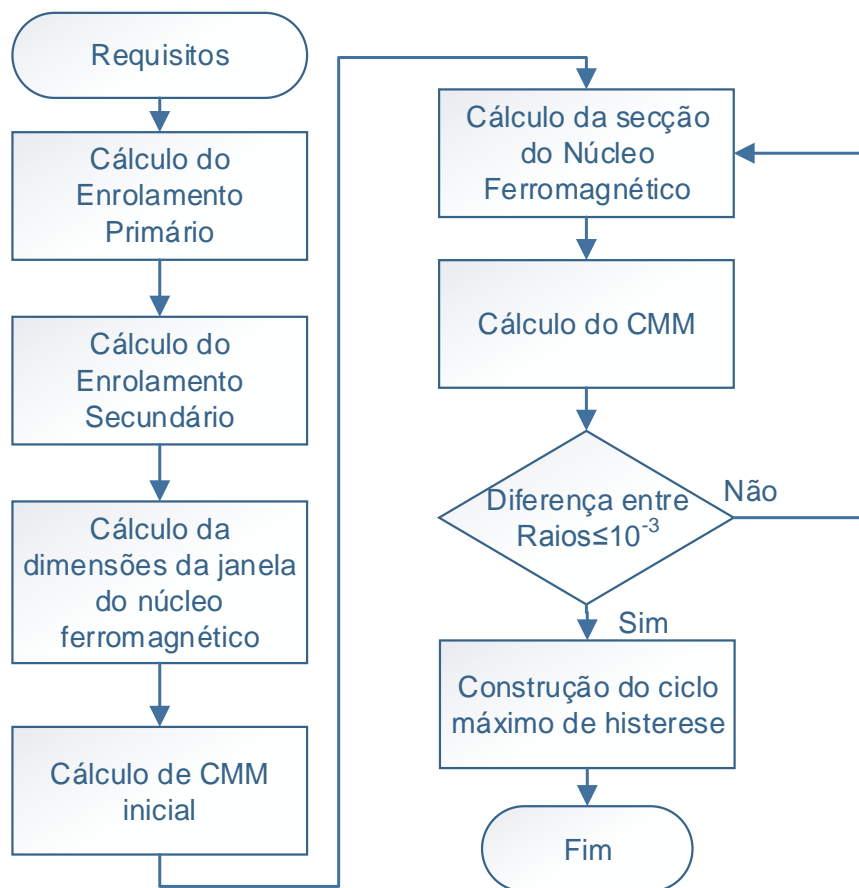 Requisitos
Cálculo do
Enrolamento
Primário
Cálculo do
Enrolamento
Secundário
Cálculo da
dimensões da janela
do núcleo
ferromagnético
Cálculo de CMM
inicial
Cálculo da secção
do Núcleo
Ferromagnético
Cálculo do CMM
Diferença entre
Raios≤10⁻³
Não
Sim
Construção do ciclo
máximo de histerese
Fim